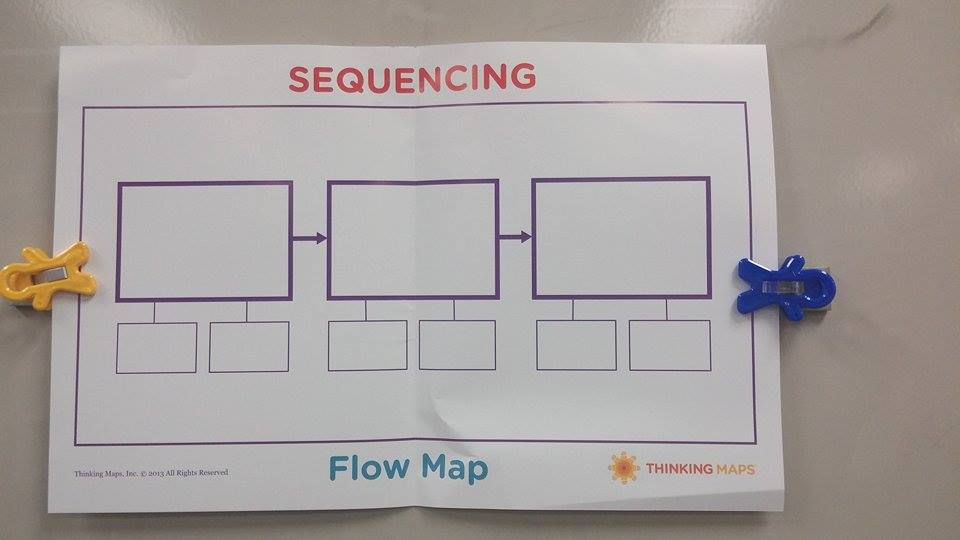 SEQUENCING
Thinking Maps, Inc. © 2013 All Rights Reserved
Flow Map
THINKING MAPS